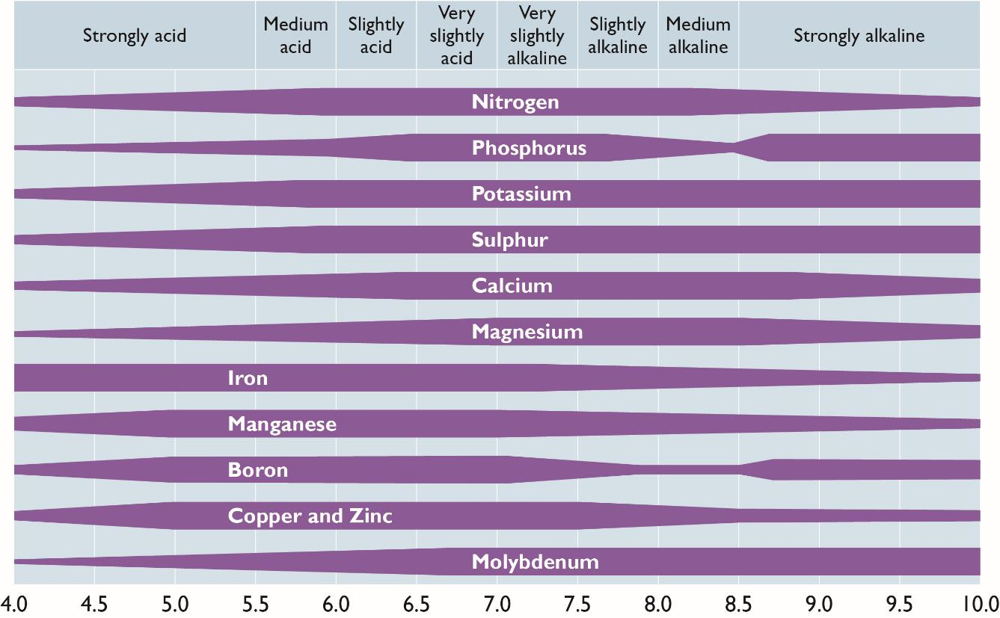 Strongly acid
Medium
acid
Slightly
acid
Very
slightly
acid
Very
slightly
alkaline
Slightly
alkaline
Medium
alkaline
Strongly alkaline
Nitrogen
Phosphorus
Potassium
Sulphur
Calcium
Magnesium
Iron
Manganese
Boron
Copper and Zinc
Molybdenum
4.0 4.5 5.0 5.5 6.0 6.5 7.0 7.5 8.0 8.5 9.0 9.5 10.0